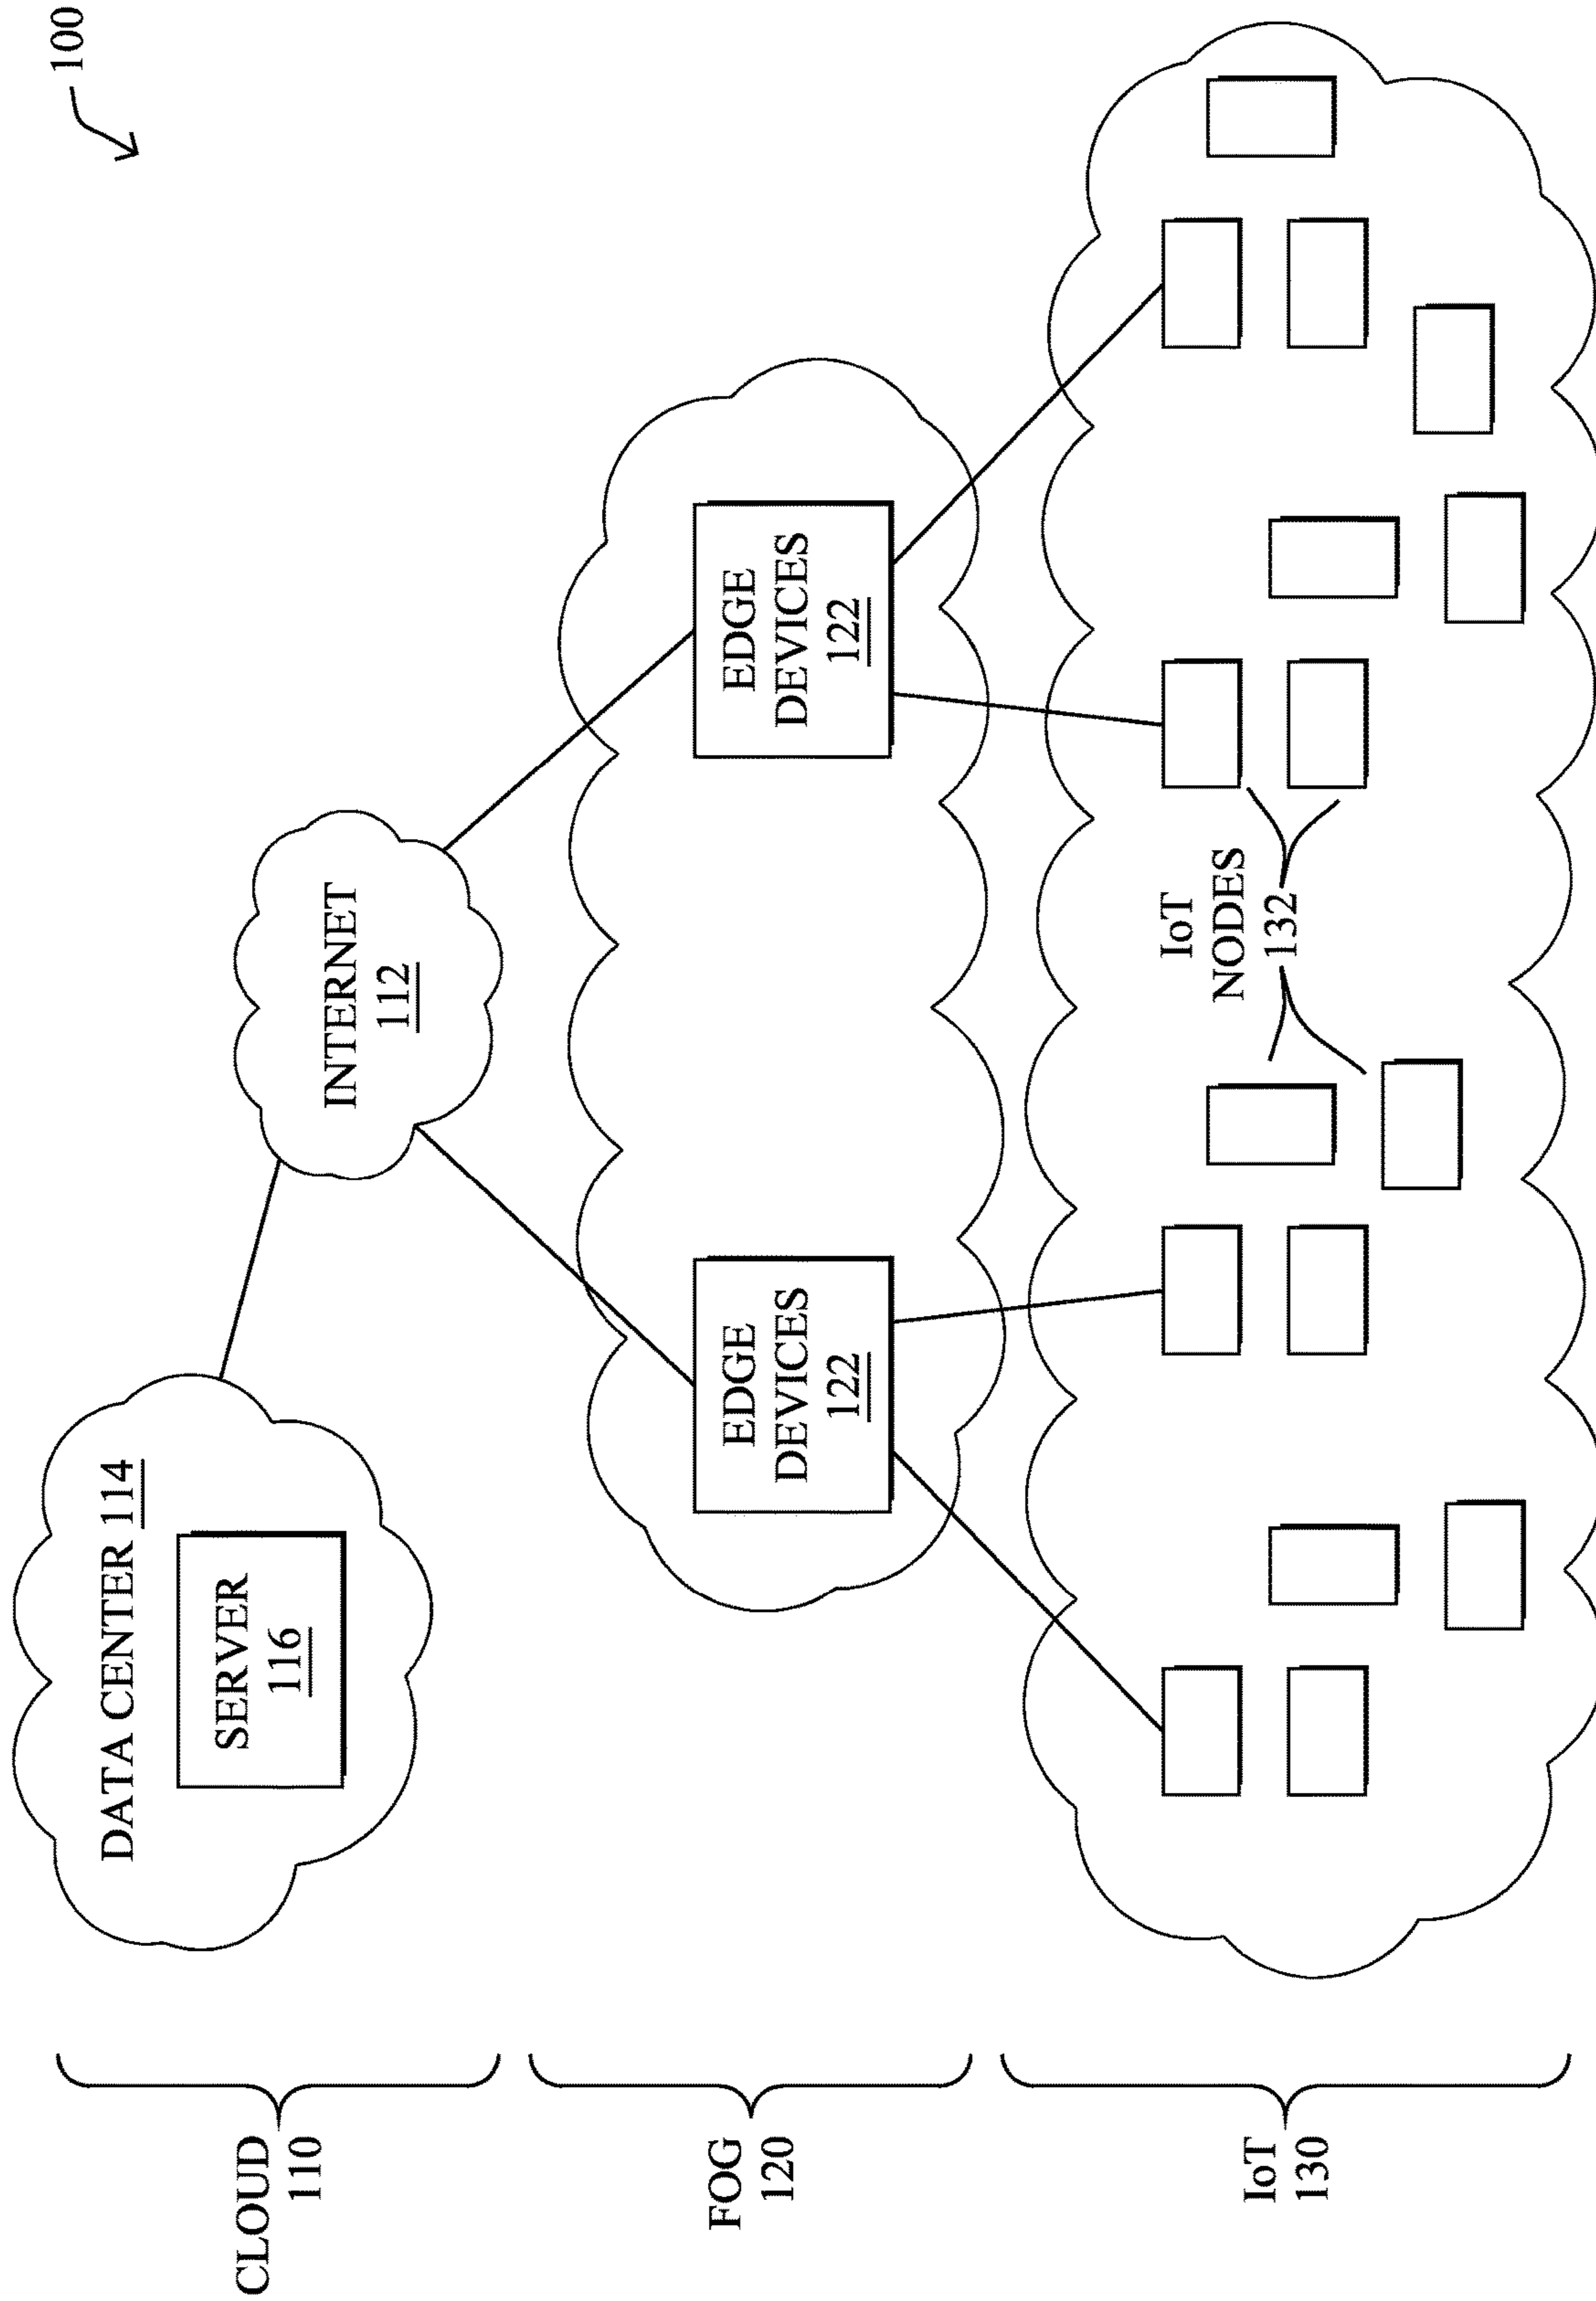 100
CLOUD
110
DATA CENTER 114
SERVER
116
INTERNET
112
FOG
120
EDGE
DEVICES
122
EDGE
DEVICES
122
IoT
130
IoT
NODES
132